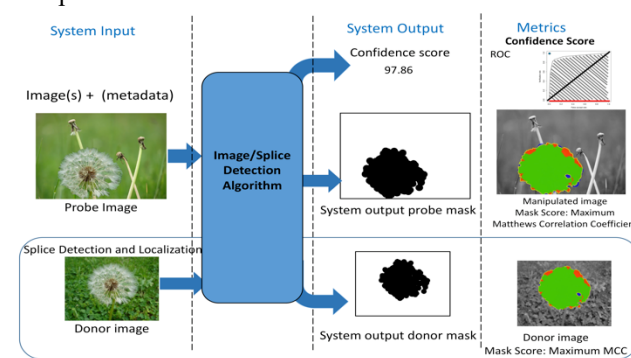 System Input
System Output
Metrics
Confidence Score
Confidence score
97.86
ROC
Image(s) + (metadata)
Image/Splice
Detection
Algorithm
Probe Image
System output probe mask
Manipulated image
Mask Score: Maximum
Matthews Correlation Coefficien
Splice Detection and Localization
Donor image
System output donor mask
Donor image
Mask Score: Maximum MCC